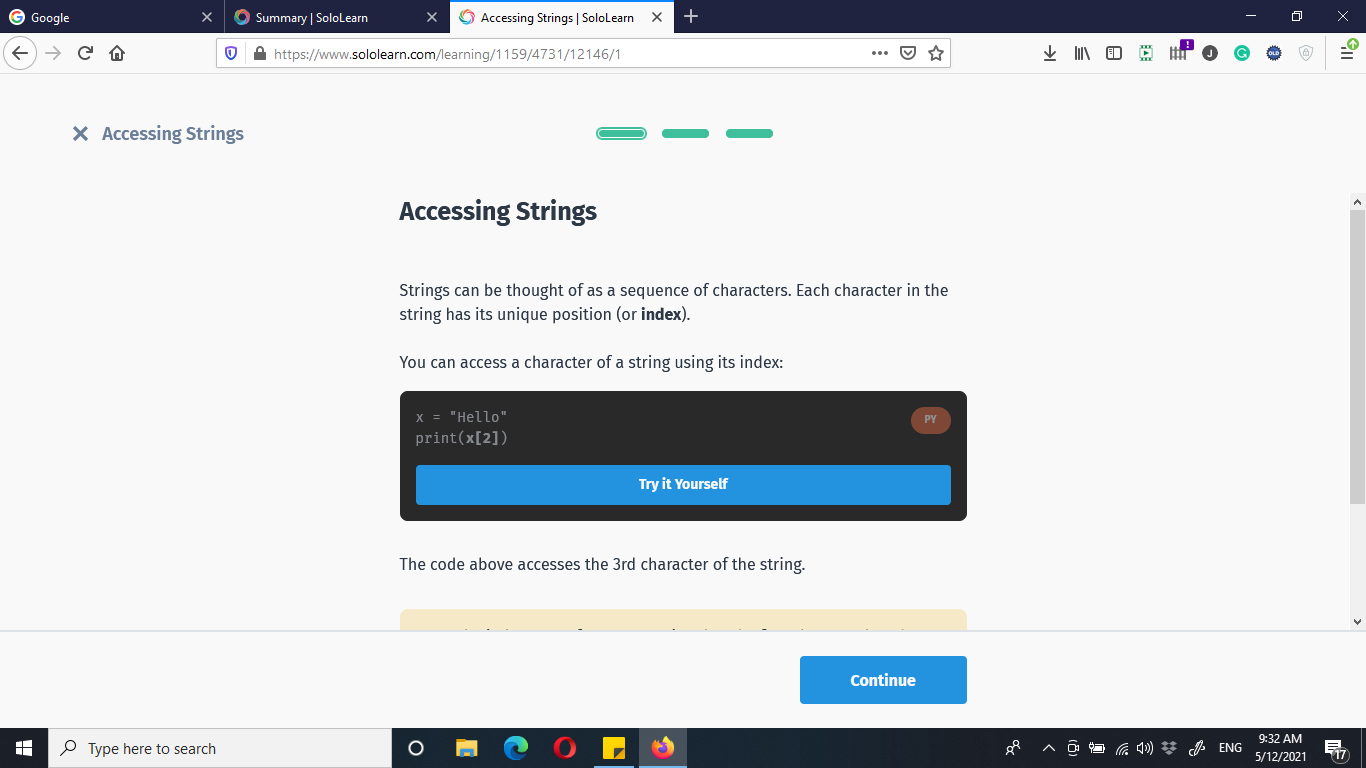 Google
Summary | SoloLearn
Accessing Strings | SoloLearn
https://www.sololearn.com/learning/1159/4731/12146/1
Accessing Strings
Accessing Strings
Strings can be thought of as a sequence of characters. Each character in the
string has its unique position (or index).
You can access a character of a string using its index:
x = "Hello"
PY
print(x[2])
Try it Yourself
The code above accesses the 3rd character of the string.
Continue
Type here to search
ENG
9:32 AM
5/12/2021
17